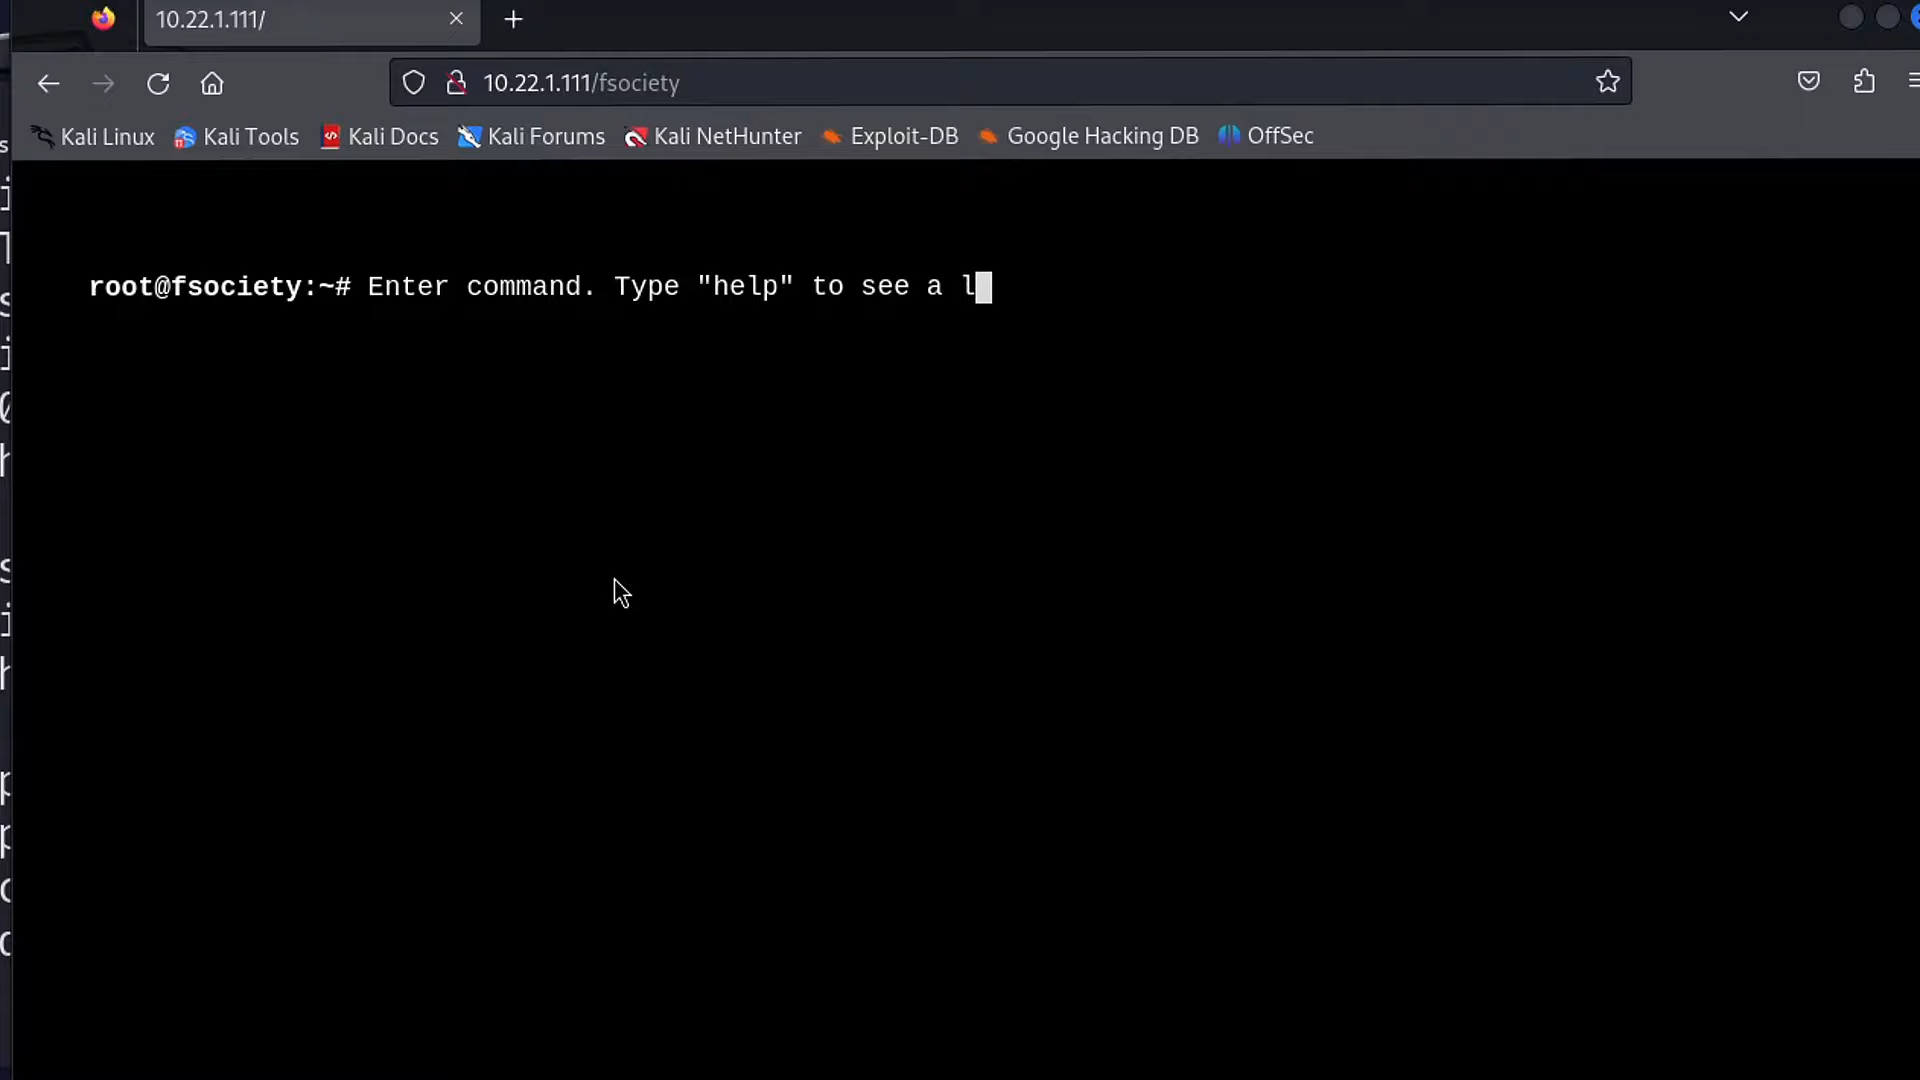 10.22.1.111/
10.22.1.111/fsociety
Kali Linux Kali Tools Kali Docs Kali Forums Kali NetHunter Exploit-DB Google Hacking DB OffSec
root@fsociety:~# Enter command. Type "help" to see a l